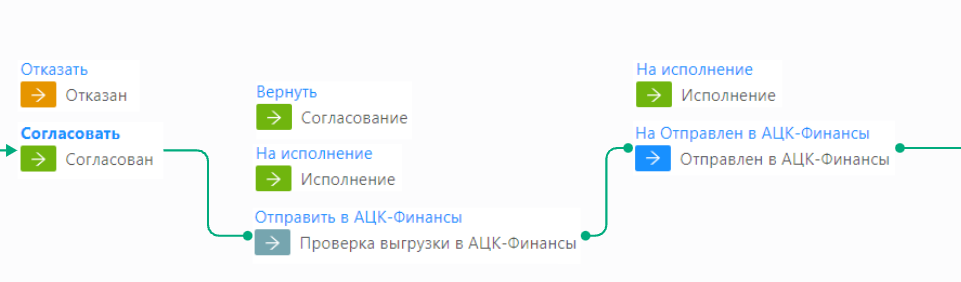 Отказать
Отказан
Согласовать
Согласован
Вернуть
Согласование
На исполнение
Исполнение
Отправить в АЦК-Финансы
Проверка выгрузки в АЦК-Финансы
На исполнение
Исполнение
На Отправлен в АЦК-Финансы
Отправлен в АЦК-Финансы